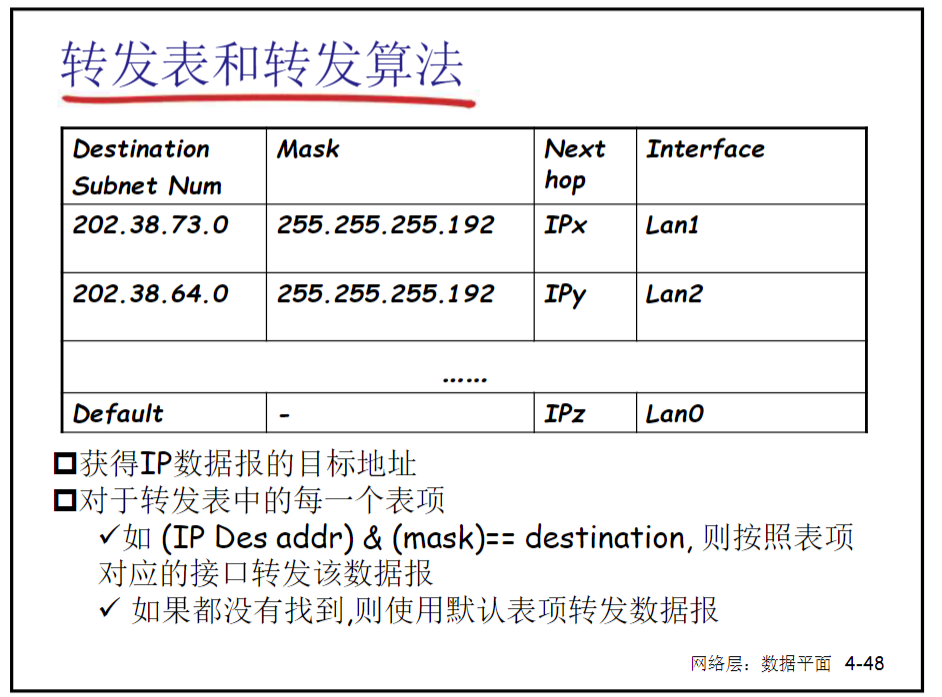 转发表和转发算法
Destination Subnet Num Mask Next hop Interface
202.38.73.0 255.255.255.192 IPx Lan1
202.38.64.0 255.255.255.192 IPy Lan2
......
Default - IPz Lan0
获得IP数据报的目标地址
对于转发表中的每一个表项
✓如 (IP Des addr) & (mask)== destination, 则按照表项
对应的接口转发该数据报
✓ 如果都没有找到,则使用默认表项转发数据报
网络层：数据平面 4-48